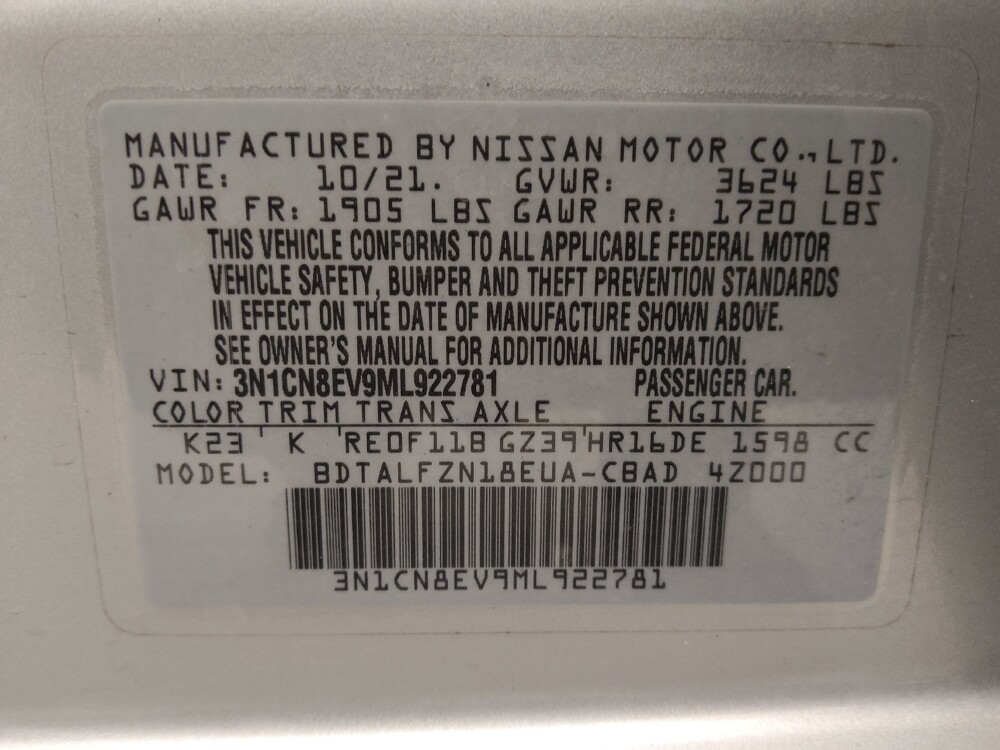 MANUFACTURED BY NISSAN MOTOR CO.,LTD.
DATE: 10/21. GVWR: 3624 LBS
GAWR FR: 1905 LBS GAWR RR: 1720 LBS
THIS VEHICLE CONFORMS TO ALL APPLICABLE FEDERAL MOTOR
VEHICLE SAFETY, BUMPER AND THEFT PREVENTION STANDARDS
IN EFFECT ON THE DATE OF MANUFACTURE SHOWN ABOVE.
SEE OWNER'S MANUAL FOR ADDITIONAL INFORMATION.
VIN: 3N1CN8EV9ML922781 PASSENGER CAR.
COLOR TRIM TRANS AXLE ENGINE
K23 K RE0F11B GZ39 HR16DE 1598 CC
MODEL: BDTALFZN18EUA-CBAD 4Z000
3N1CN8EV9ML922781